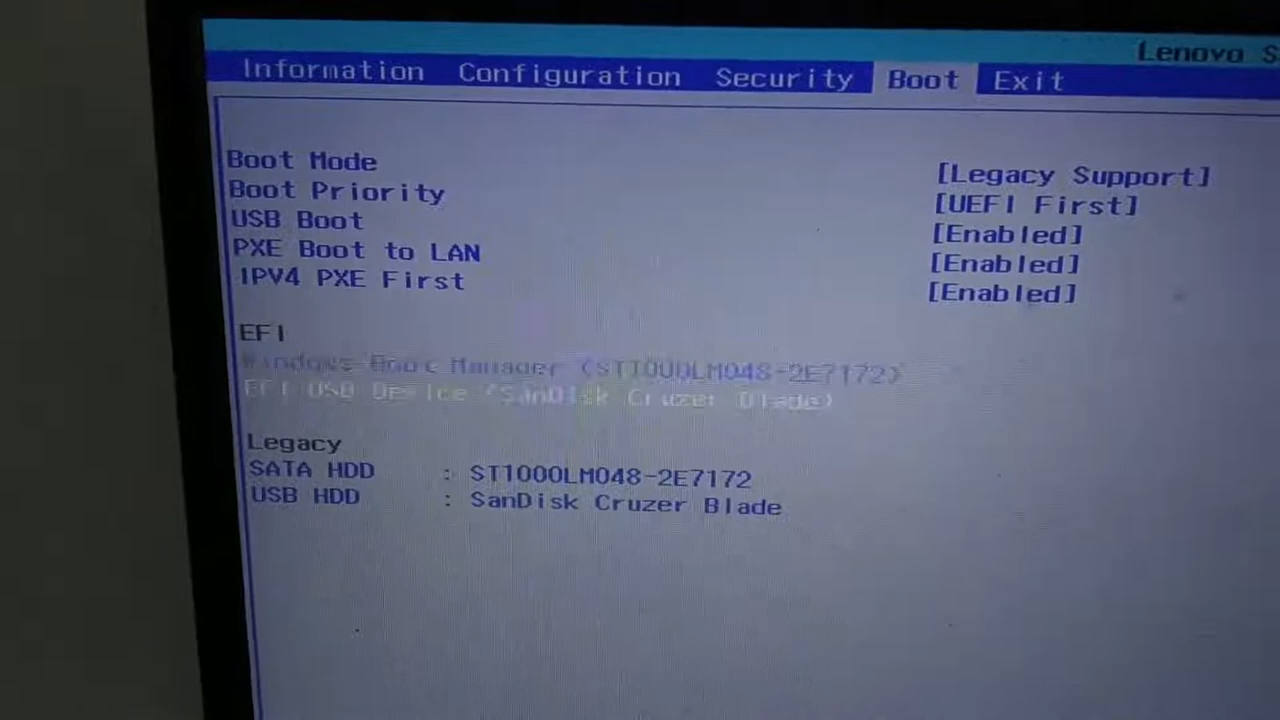 Lenovo
Information Configuration Security Boot Exit
Boot Mode [Legacy Support]
Boot Priority [UEFI First]
USB Boot [Enabled]
PXE Boot to LAN [Enabled]
IPV4 PXE First [Enabled]
EFI
Windows Boot Manager (ST1000LM048-2E7172)
EFI USB Device (SanDisk Cruzer Blade)
Legacy
SATA HDD : ST1000LM048-2E7172
USB HDD : SanDisk Cruzer Blade